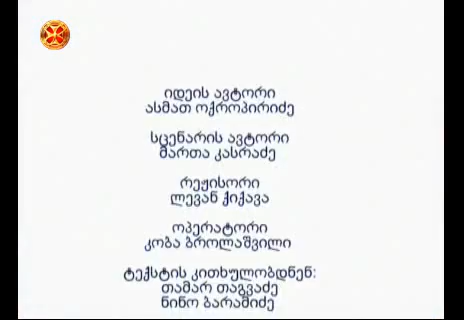 იდეის ავტორი
ასმათ ოქროპირიძე
სცენარის ავტორი
მართა კასრაძე
რეჟისორი
ლევან ჭიჭავა
ოპერატორი
კობა ბროლაშვილი
ტექსტს კითხულობდნენ:
თამარ თაგვაძე
ნინო ბარამიძე